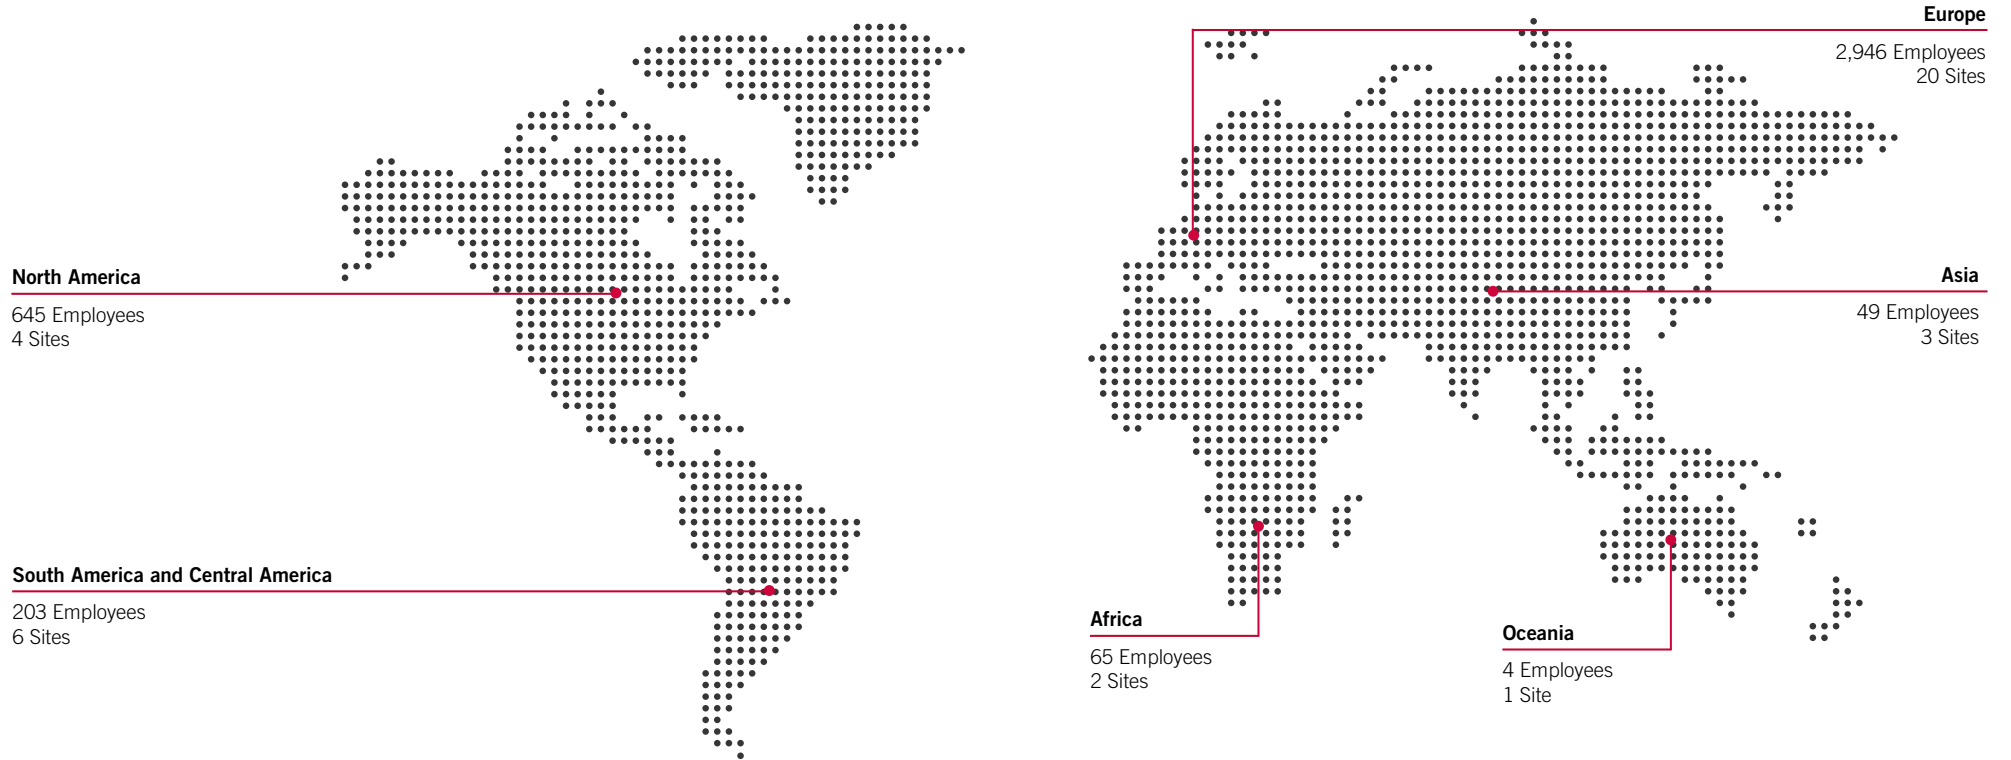 Europe
2,946 Employees
20 Sites
North America
645 Employees
4 Sites
Asia
49 Employees
3 Sites
South America and Central America
203 Employees
6 Sites
Africa
65 Employees
2 Sites
Oceania
4 Employees
1 Site